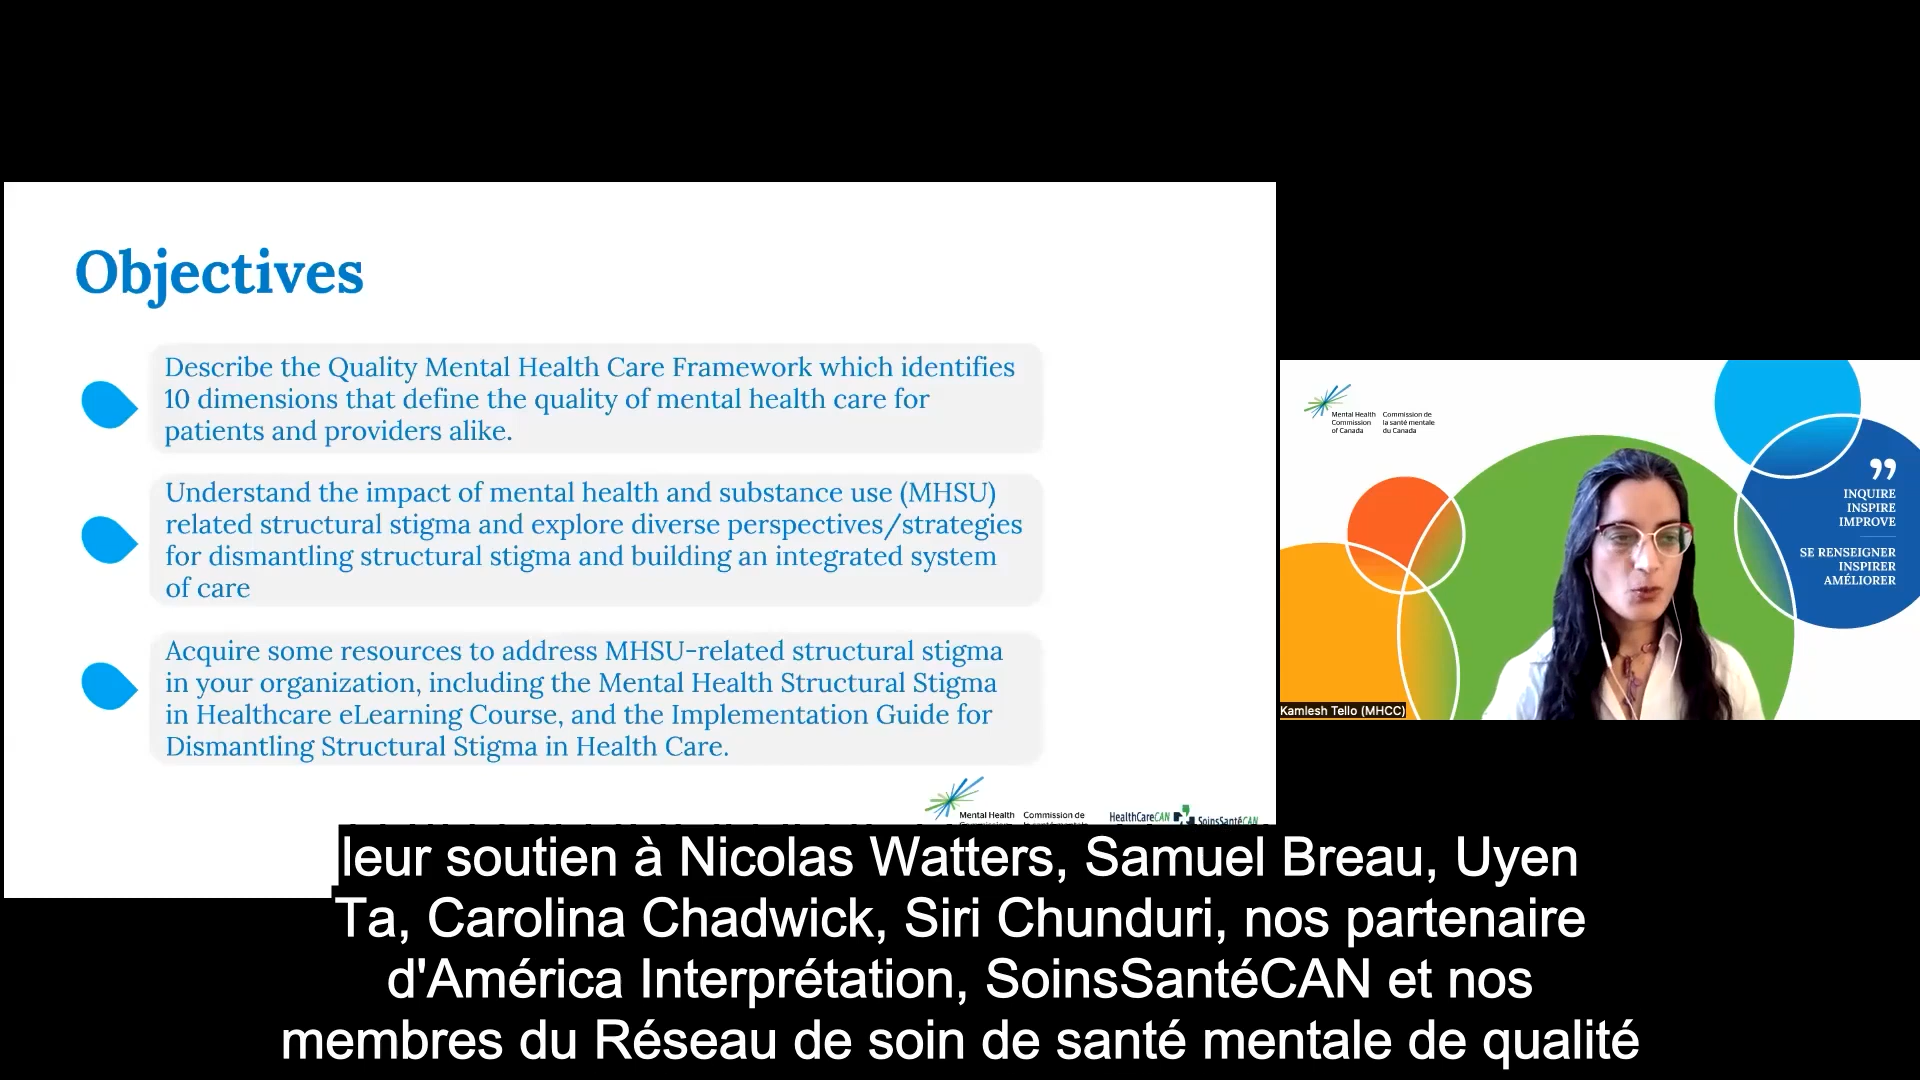 Objectives
Describe the Quality Mental Health Care Framework which identifies
10 dimensions that define the quality of mental health care for
patients and providers alike.
Understand the impact of mental health and substance use (MHSU)
related structural stigma and explore diverse perspectives/strategies
for dismantling structural stigma and building an integrated system
of care
Acquire some resources to address MHSU-related structural stigma
in your organization, including the Mental Health Structural Stigma
in Healthcare eLearning Course, and the Implementation Guide for
Dismantling Structural Stigma in Health Care.
Mental Health Commission de
HealthCareCAN SoinsSantéCAN
Mental Health Commission de
Commission la santé mentale
of Canada du Canada
”
INQUIRE
INSPIRE
IMPROVE
SE RENSEIGNER
INSPIRER
AMÉLIORER
Kamlesh Tello (MHCC)
leur soutien à Nicolas Watters, Samuel Breau, Uyen
Ta, Carolina Chadwick, Siri Chunduri, nos partenaire
d'América Interprétation, SoinsSantéCAN et nos
membres du Réseau de soin de santé mentale de qualité